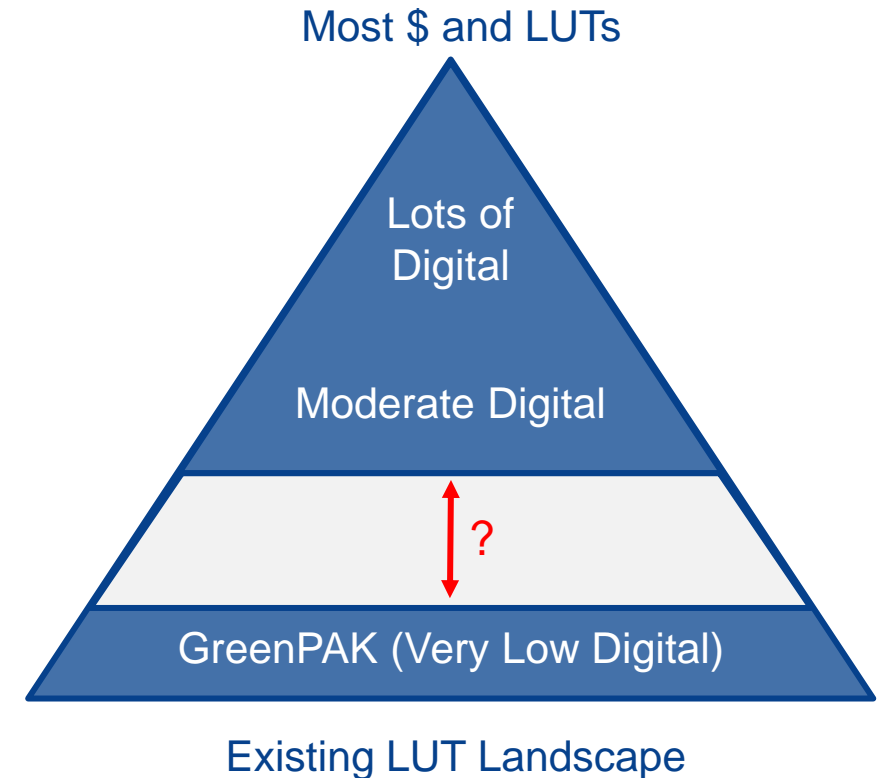 Most $ and LUTs
Lots of
Digital
Moderate Digital
?
GreenPAK (Very Low Digital)
Existing LUT Landscape